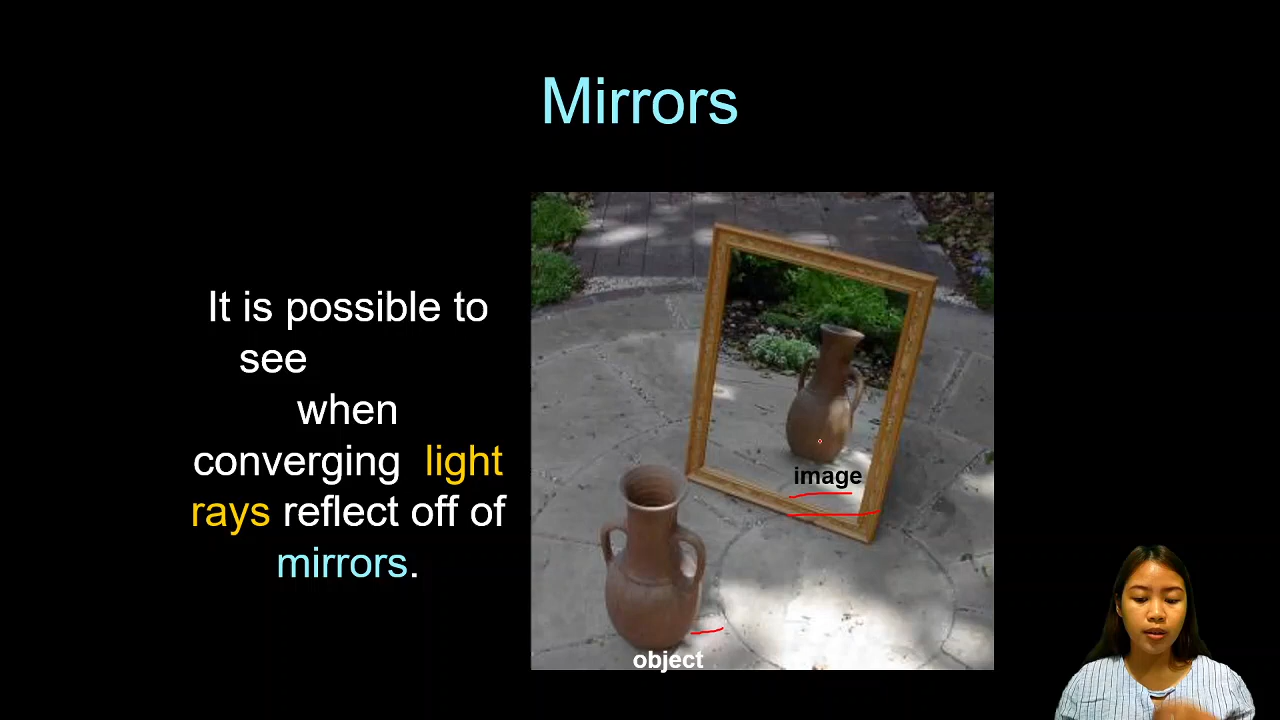 Mirrors
It is possible to
see
when
converging light
rays reflect off of
mirrors.
image
object